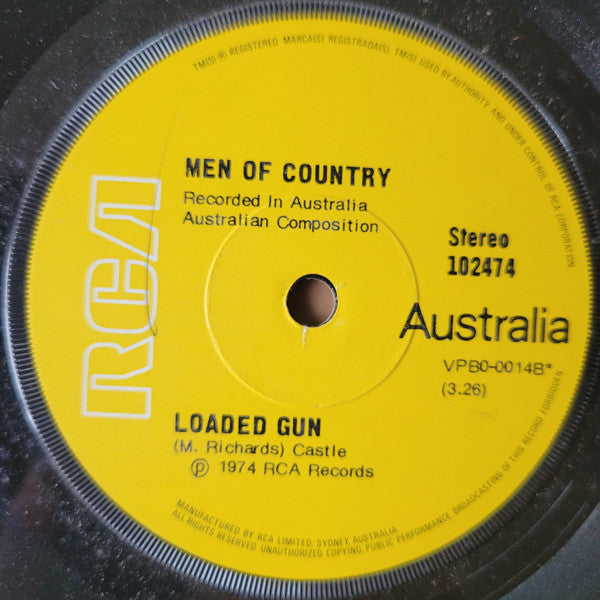 TM(S) ® REGISTERED MARCA(S) REGISTRADA(S) TM(S) USED BY AUTHORITY AND UNDER CONTROL OF RCA CORPORATION
RCA
MEN OF COUNTRY
Recorded In Australia
Australian Composition
Stereo
102474
Australia
VPB0-0014B*
(3.26)
LOADED GUN
(M. Richards) Castle
℗ 1974 RCA Records
MANUFACTURED BY RCA LIMITED, SYDNEY AUSTRALIA
ALL RIGHTS RESERVED. UNAUTHORIZED COPYING, PUBLIC PERFORMANCE, BROADCASTING OF THIS RECORD FORBIDDEN